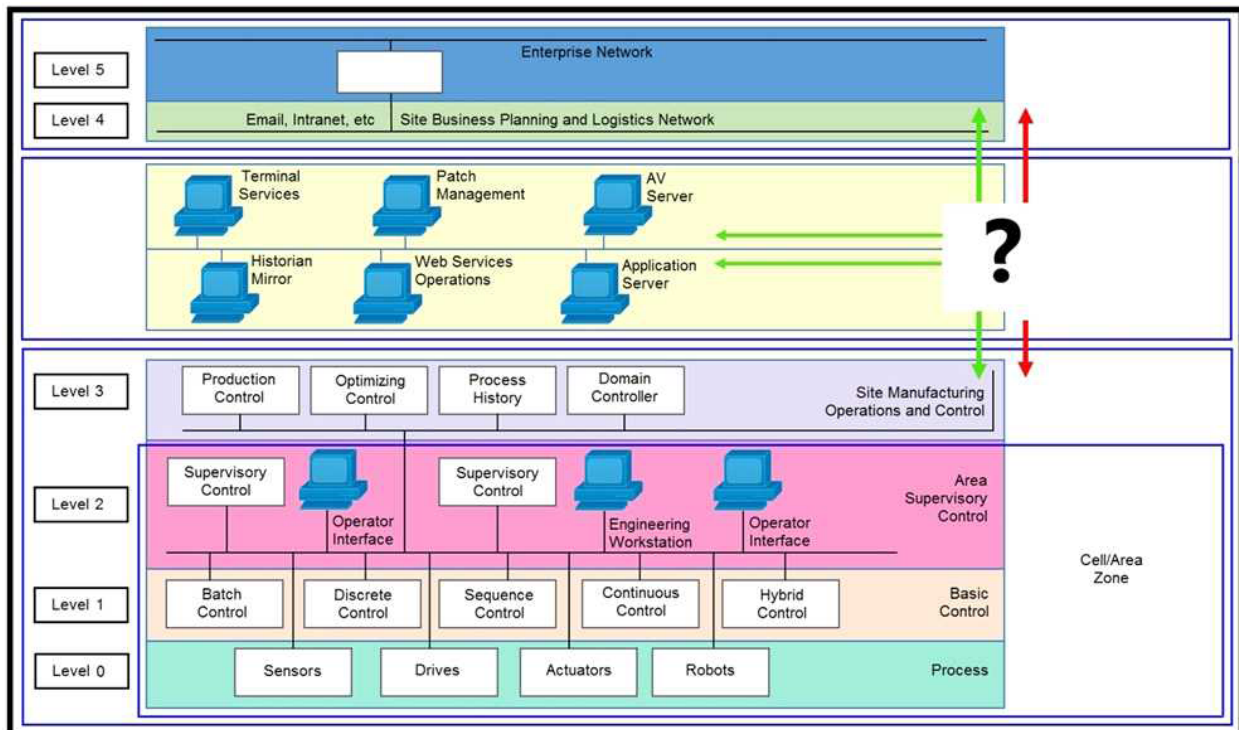 Enterprise Network
Level 5
Level 4
Email, Intranet, etc
Site Business Planning and Logistics Network
Terminal
Services
Patch
Management
AV
Server
Historian
Mirror
Web Services
Operations
Application
Server
?
Level 3
Production
Control
Optimizing
Control
Process
History
Domain
Controller
Site Manufacturing
Operations and Control
Level 2
Supervisory
Control
Operator
Interface
Supervisory
Control
Engineering
Workstation
Operator
Interface
Area
Supervisory
Control
Cell/Area
Zone
Level 1
Batch
Control
Discrete
Control
Sequence
Control
Continuous
Control
Hybrid
Control
Basic
Control
Level 0
Sensors
Drives
Actuators
Robots
Process